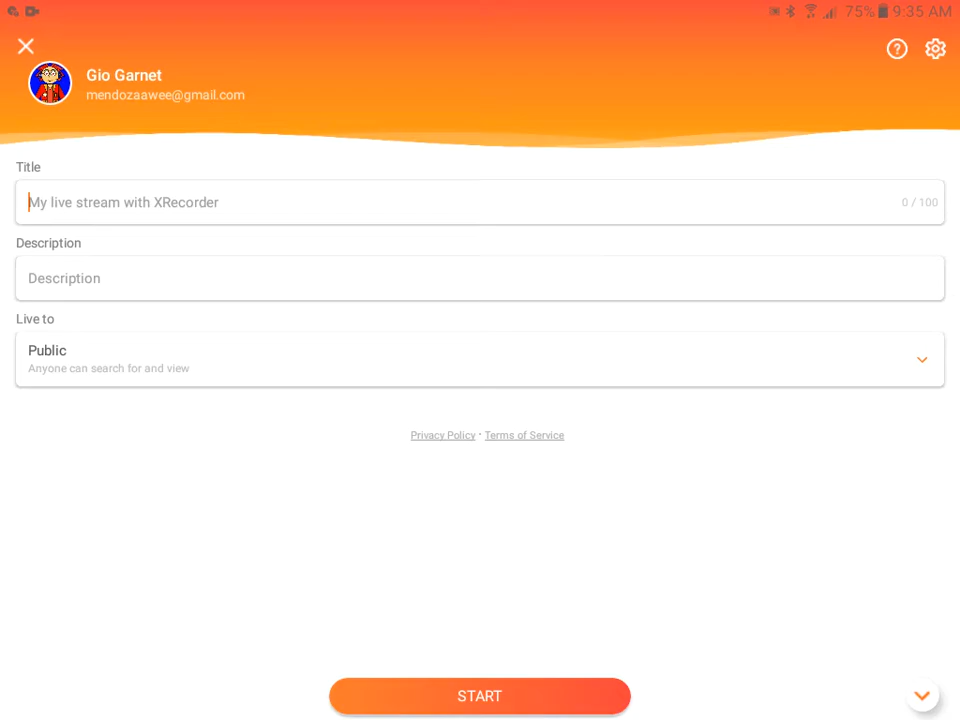 75% 9:35 AM
Gio Garnet
mendozaawee@gmail.com
Title
My live stream with XRecorder
0 / 100
Description
Description
Live to
Public
Anyone can search for and view
Privacy Policy · Terms of Service
START